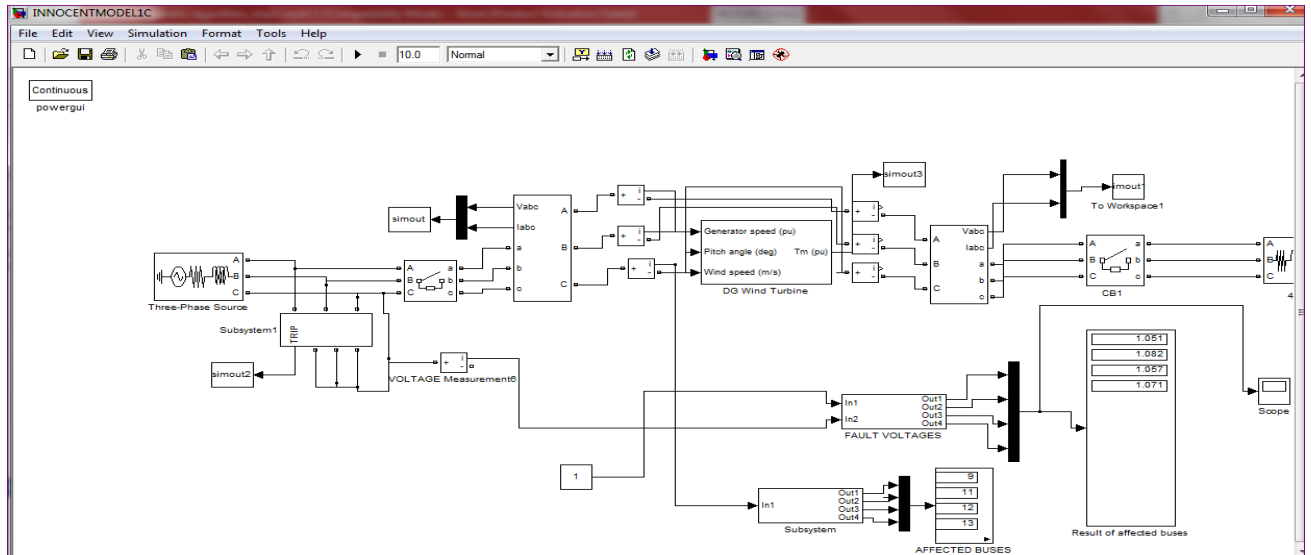 INNOCENTMODEL1C
File Edit View Simulation Format Tools Help
10.0 Normal
Continuous
powergui
simout
Vabc
Iabc
a
b
c
A
B
C
+ i -
+ i -
+ i -
Generator speed (pu)
Pitch angle (deg) Tm (pu)
Wind speed (m/s)
DG Wind Turbine
simout3
+ i -
+ i -
+ i -
A
B
C
Vabc
Iabc
a
b
c
imout1
To Workspace1
A
B
C
Three-Phase Source
A a
B b
C c
A a
B b
C c
CB1
A
B
C
4
Subsystem1
TRIP
simout2
+ i -
VOLTAGE Measurement6
1
In1 Out1
In2 Out2
Out3
Out4
FAULT VOLTAGES
1.051
1.082
1.057
1.071
Result of affected buses
Scope
In1 Out1
Out2
Out3
Out4
Subsystem
9
11
12
13
AFFECTED BUSES